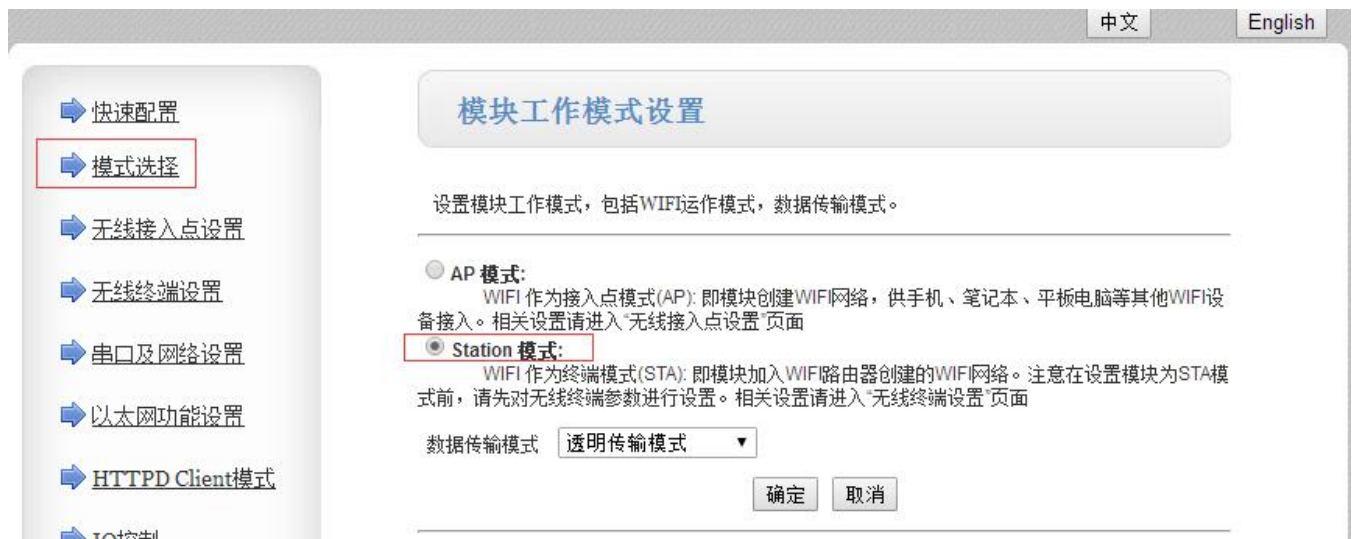 中文
English
快速配置
模式选择
无线接入点设置
无线终端设置
串口及网络设置
以太网功能设置
HTTPD Client模式
IO控制
模块工作模式设置
设置模块工作模式，包括WIFI运作模式，数据传输模式。
AP 模式:
WIFI 作为接入点模式(AP): 即模块创建WIFI网络，供手机、笔记本、平板电脑等其他WIFI设
备接入。相关设置请进入“无线接入点设置”页面
Station 模式:
WIFI 作为终端模式(STA): 即模块加入WIFI路由器创建的WIFI网络。注意在设置模块为STA模
式前，请先对无线终端参数进行设置。相关设置请进入“无线终端设置”页面
数据传输模式 透明传输模式
确定 取消